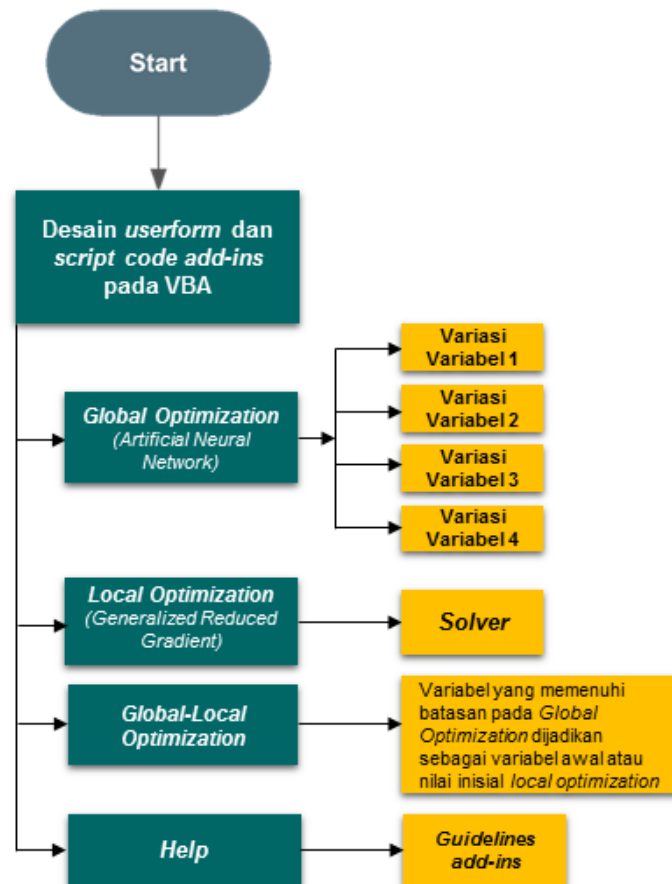 Start
Desain userform dan
script code add-ins
pada VBA
Global Optimization
(Artificial Neural
Network)
Variasi
Variabel 1
Variasi
Variabel 2
Variasi
Variabel 3
Variasi
Variabel 4
Local Optimization
(Generalized Reduced
Gradient)
Solver
Global-Local
Optimization
Variabel yang memenuhi
batasan pada Global
Optimization dijadikan
sebagai variabel awal atau
nilai inisial local optimization
Help
Guidelines
add-ins